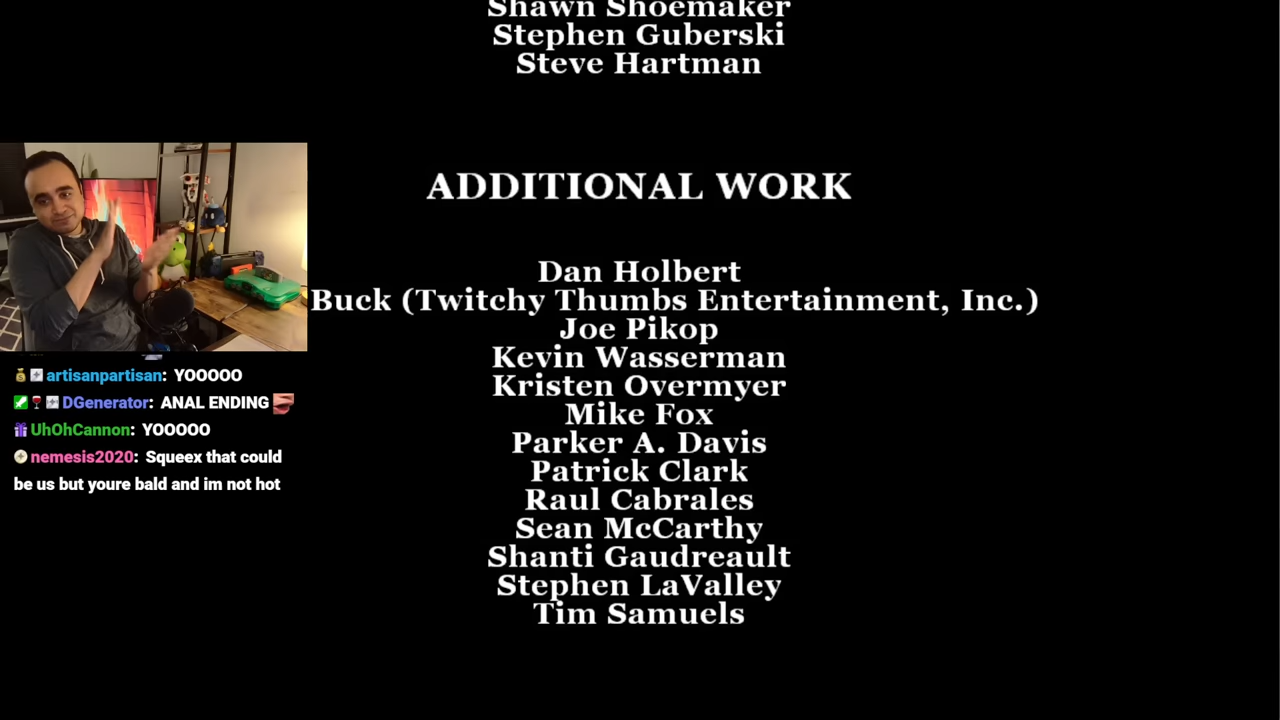 Shawn Shoemaker
Stephen Guberski
Steve Hartman
ADDITIONAL WORK
Dan Holbert
Buck (Twitchy Thumbs Entertainment, Inc.)
Joe Pikop
Kevin Wasserman
Kristen Overmyer
Mike Fox
Parker A. Davis
Patrick Clark
Raul Cabrales
Sean McCarthy
Shanti Gaudreault
Stephen LaValley
Tim Samuels
artisanpartisan: YOOOOO
DGenerator: ANAL ENDING
UhOhCannon: YOOOOO
nemesis2020: Squeex that could
be us but youre bald and im not hot